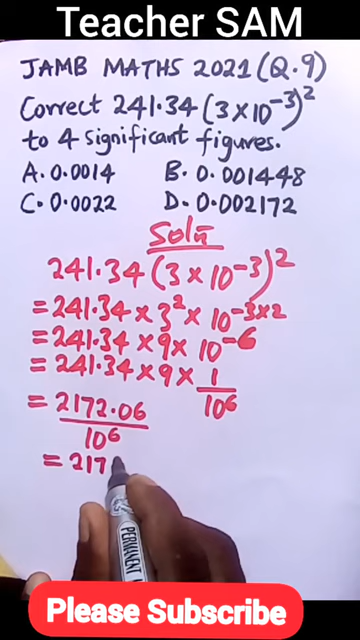 Teacher SAM
JAMB MATHS 2021 (Q.9)
Correct 241.34 (3×10⁻³)²
to 4 significant figures.
A. 0.0014 B. 0.001448
C. 0.0022 D. 0.002172
Solñ
241.34 (3 × 10⁻³)²
= 241.34 × 3² × 10⁻³ˣ²
= 241.34 × 9 × 10⁻⁶
= 241.34 × 9 × 1/10⁶
= 2172.06/10⁶
= 217
PERMANENT
Please Subscribe